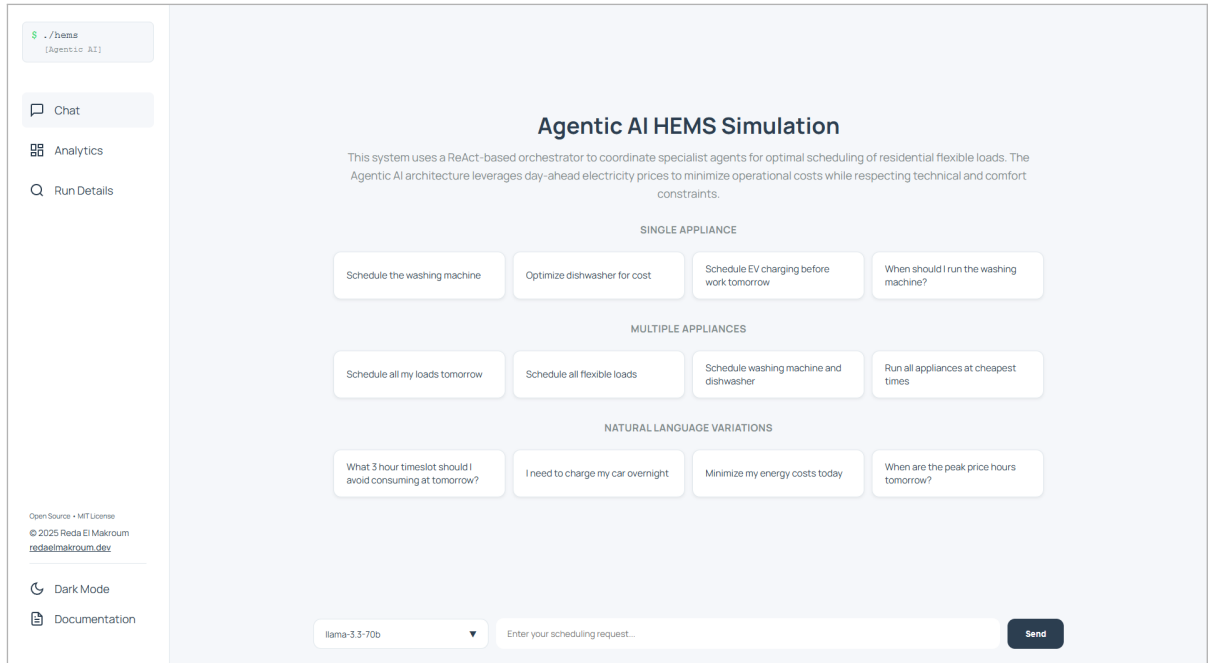 $ ./hems
[Agentic AI]
Chat
Analytics
Run Details
Open Source • MIT License
© 2025 Reda El Makroum
redaelmakroum.dev
Dark Mode
Documentation
Agentic AI HEMS Simulation
This system uses a ReAct-based orchestrator to coordinate specialist agents for optimal scheduling of residential flexible loads. The
Agentic AI architecture leverages day-ahead electricity prices to minimize operational costs while respecting technical and comfort
constraints.
SINGLE APPLIANCE
Schedule the washing machine
Optimize dishwasher for cost
Schedule EV charging before
work tomorrow
When should I run the washing
machine?
MULTIPLE APPLIANCES
Schedule all my loads tomorrow
Schedule all flexible loads
Schedule washing machine and
dishwasher
Run all appliances at cheapest
times
NATURAL LANGUAGE VARIATIONS
What 3 hour timeslot should I
avoid consuming at tomorrow?
I need to charge my car overnight
Minimize my energy costs today
When are the peak price hours
tomorrow?
llama-3.3-70b
Enter your scheduling request...
Send